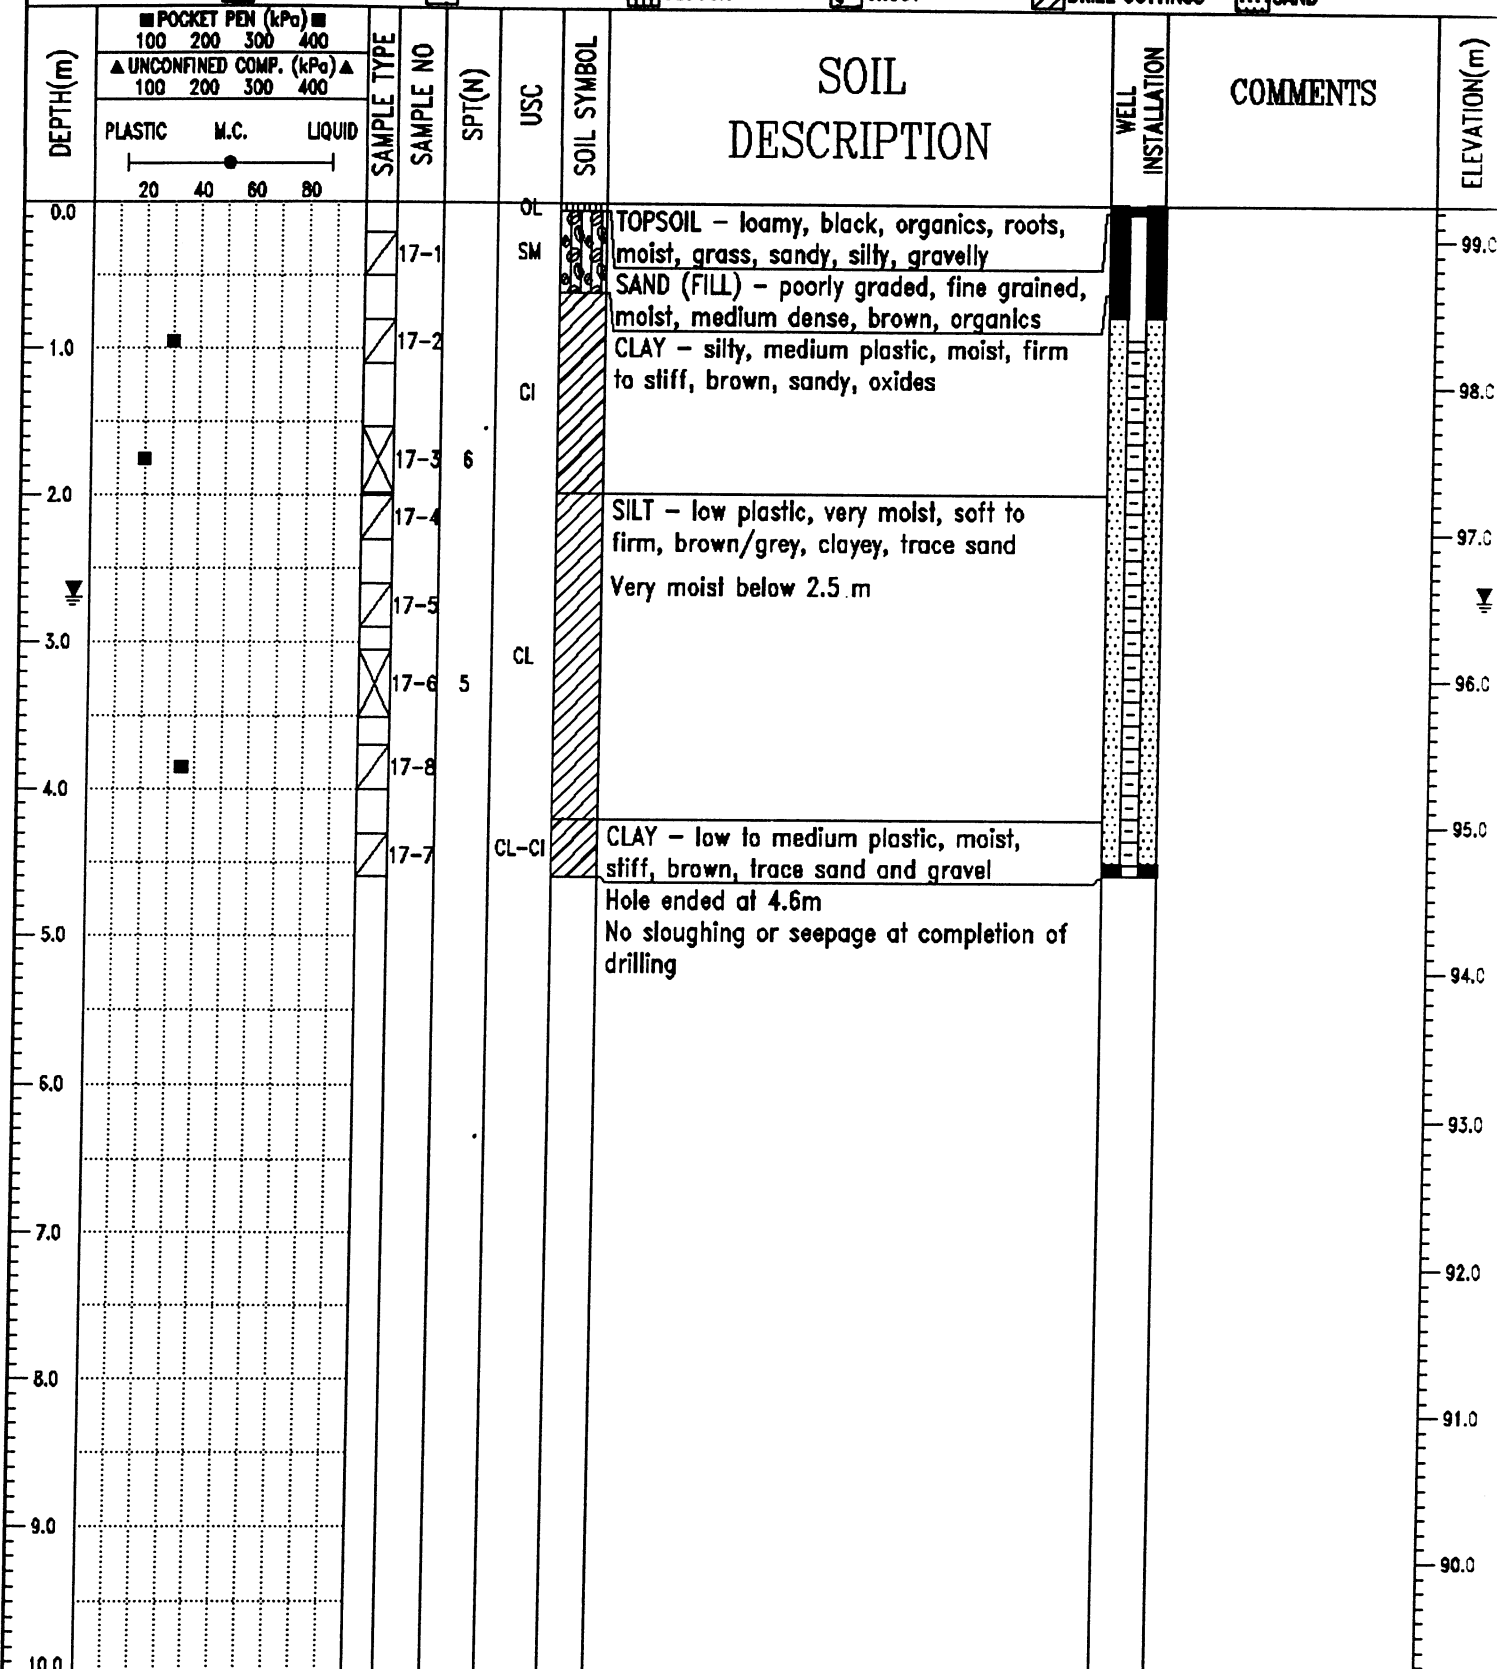 DRILL CUTTINGS SAND
■POCKET PEN (kPa)■
100 200 300 400
▲UNCONFINED COMP. (kPa)▲
100 200 300 400
PLASTIC M.C. LIQUID
20 40 60 80
DEPTH(m)
SAMPLE TYPE
SAMPLE NO
SPT(N)
USC
SOIL SYMBOL
SOIL
DESCRIPTION
WELL
INSTALLATION
COMMENTS
ELEVATION(m)
0.0
OL
TOPSOIL – loamy, black, organics, roots,
moist, grass, sandy, silty, gravelly
17-1
SM
99.0
SAND (FILL) – poorly graded, fine grained,
moist, medium dense, brown, organics
1.0
17-2
CLAY – silty, medium plastic, moist, firm
to stiff, brown, sandy, oxides
CI
98.0
17-3 6
2.0
17-4
SILT – low plastic, very moist, soft to
firm, brown/grey, clayey, trace sand
97.0
Very moist below 2.5 m
17-5
3.0
CL
17-6 5
96.0
17-8
4.0
95.0
17-7
CL-CI
CLAY – low to medium plastic, moist,
stiff, brown, trace sand and gravel
Hole ended at 4.6m
No sloughing or seepage at completion of
drilling
5.0
94.0
6.0
93.0
7.0
92.0
8.0
91.0
9.0
90.0
10.0